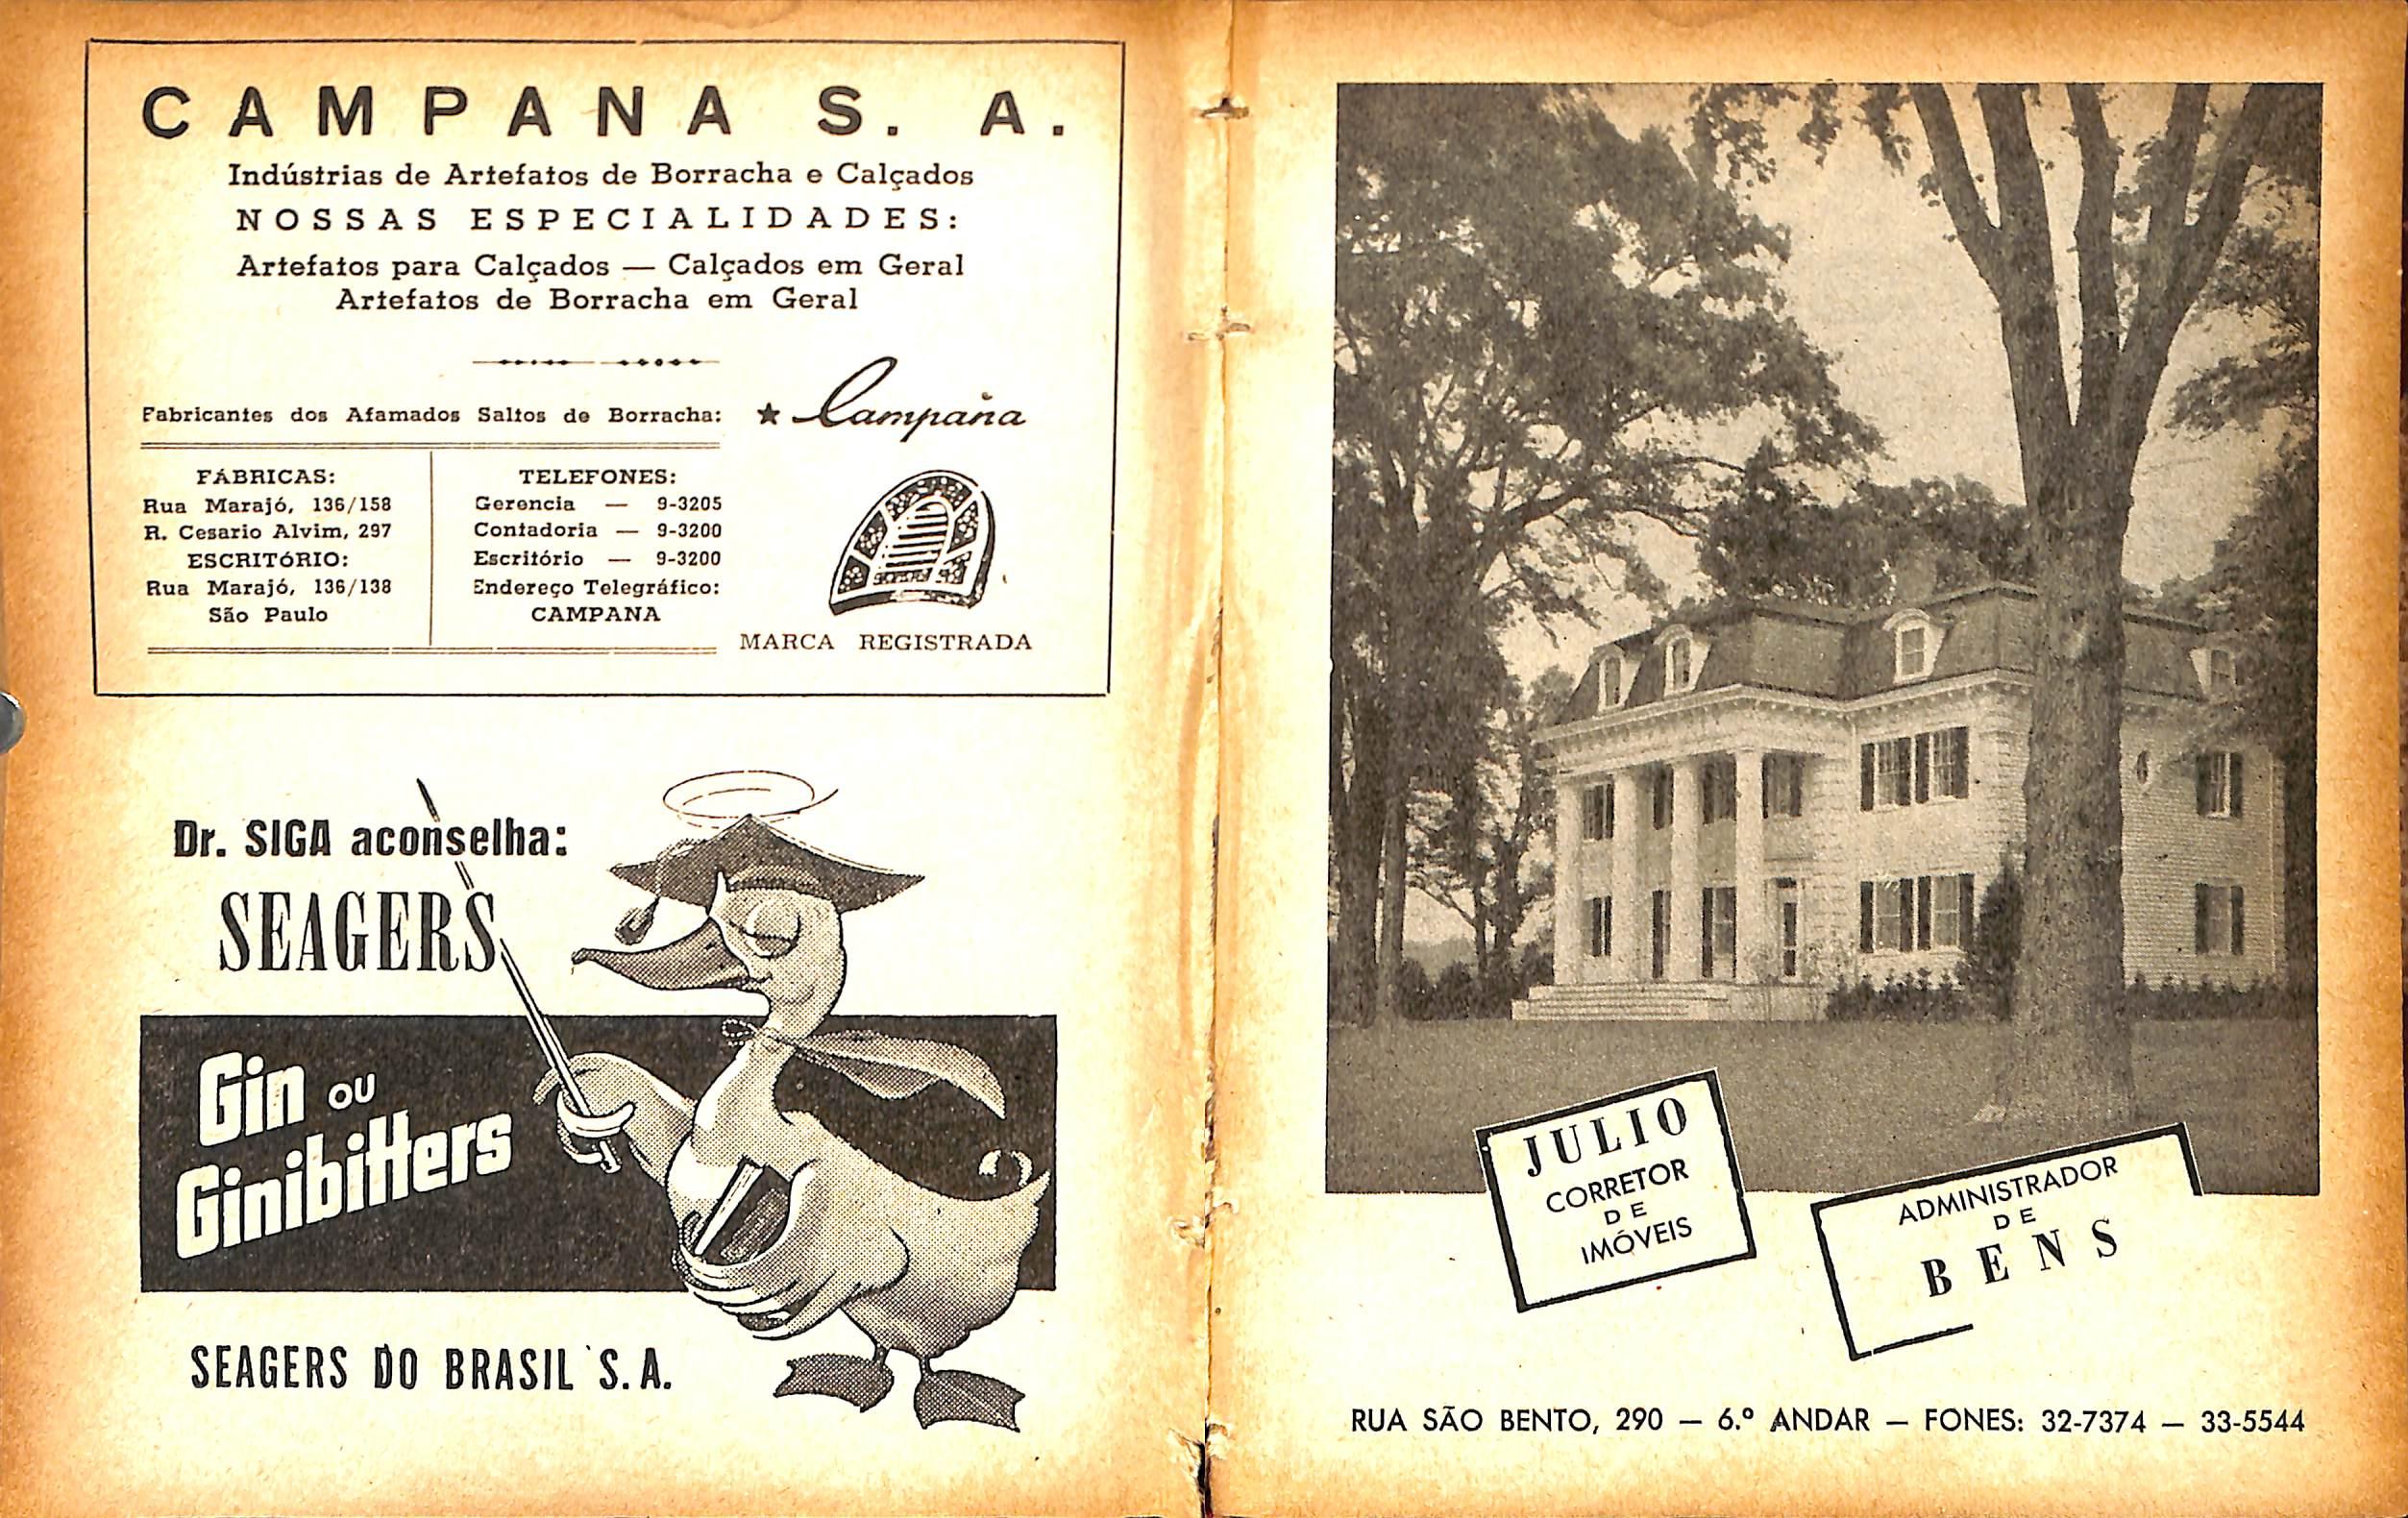 CAMPANA S. A.
Indústrias de Artefatos de Borracha e Calçados
NOSSAS ESPECIALIDADES:
Artefatos para Calçados — Calçados em Geral
Artefatos de Borracha em Geral
Fabricantes dos Afamados Saltos de Borracha: ★ Campana
FÁBRICAS:
Rua Marajó, 136/158
R. Cesario Alvim, 297
ESCRITÓRIO:
Rua Marajó, 136/138
São Paulo
TELEFONES:
Gerencia — 9-3205
Contadoria — 9-3200
Escritório — 9-3200
Endereço Telegráfico:
CAMPANA
MARCA REGISTRADA
Dr. SIGA aconselha:
SEAGERS
Gin ou
Ginibitters
SEAGERS DO BRASIL S.A.
JULIO
CORRETOR
DE
IMÓVEIS
ADMINISTRADOR
DE
BENS
RUA SÃO BENTO, 290 — 6.º ANDAR — FONES: 32-7374 — 33-5544